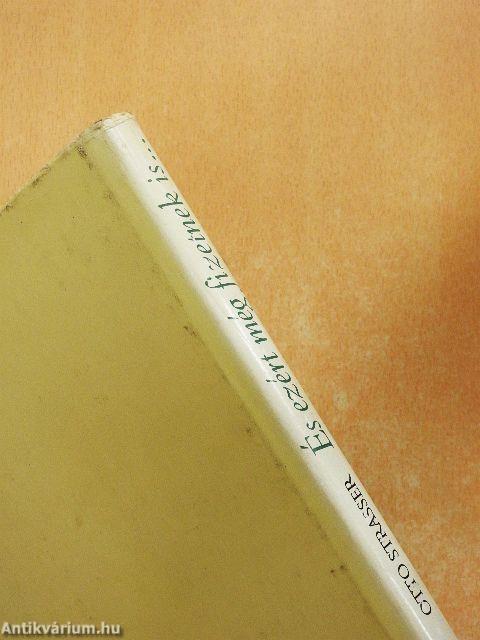 OTTO STRASSER
És ezért még fizetnek is...
Antikvárium.hu